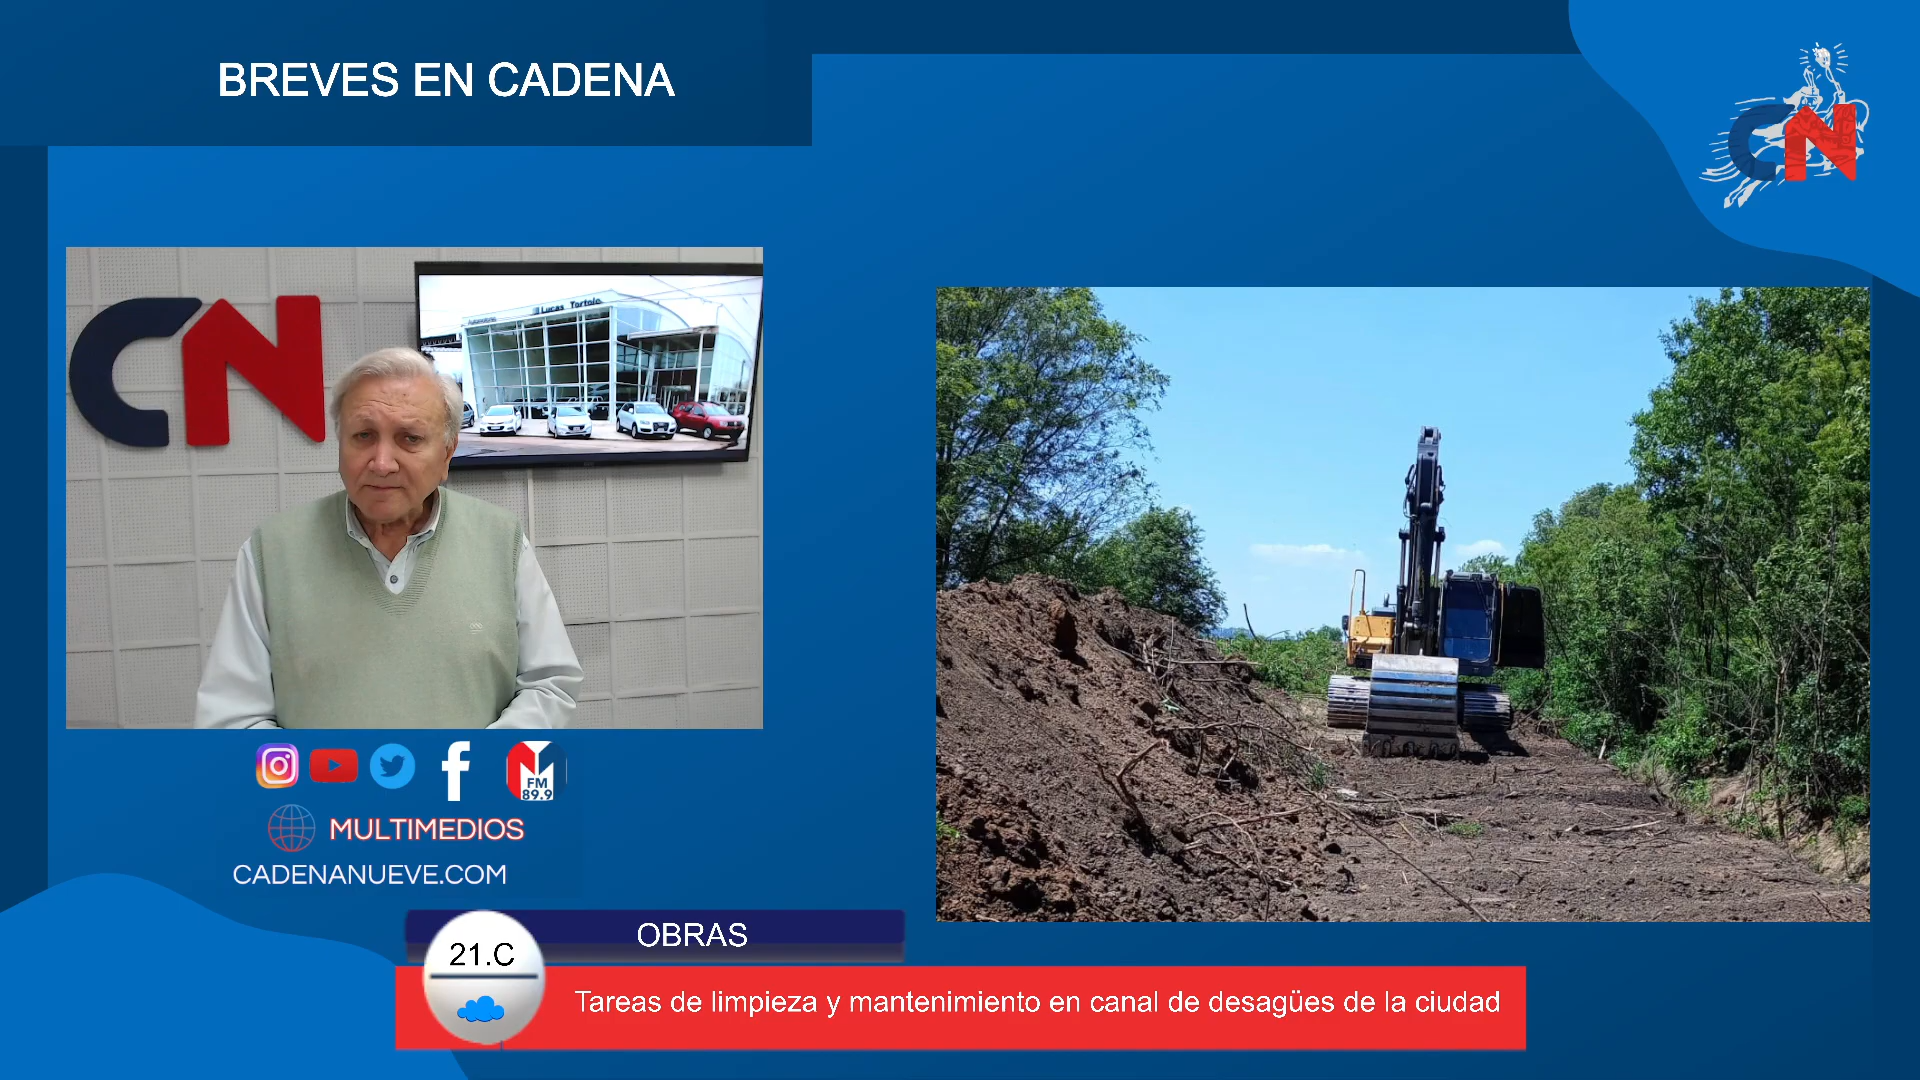 BREVES EN CADENA
CN
CN
Lucas Tortolo
FM
89.9
MULTIMEDIOS
CADENANUEVE.COM
OBRAS
21.C
Tareas de limpieza y mantenimiento en canal de desagües de la ciudad